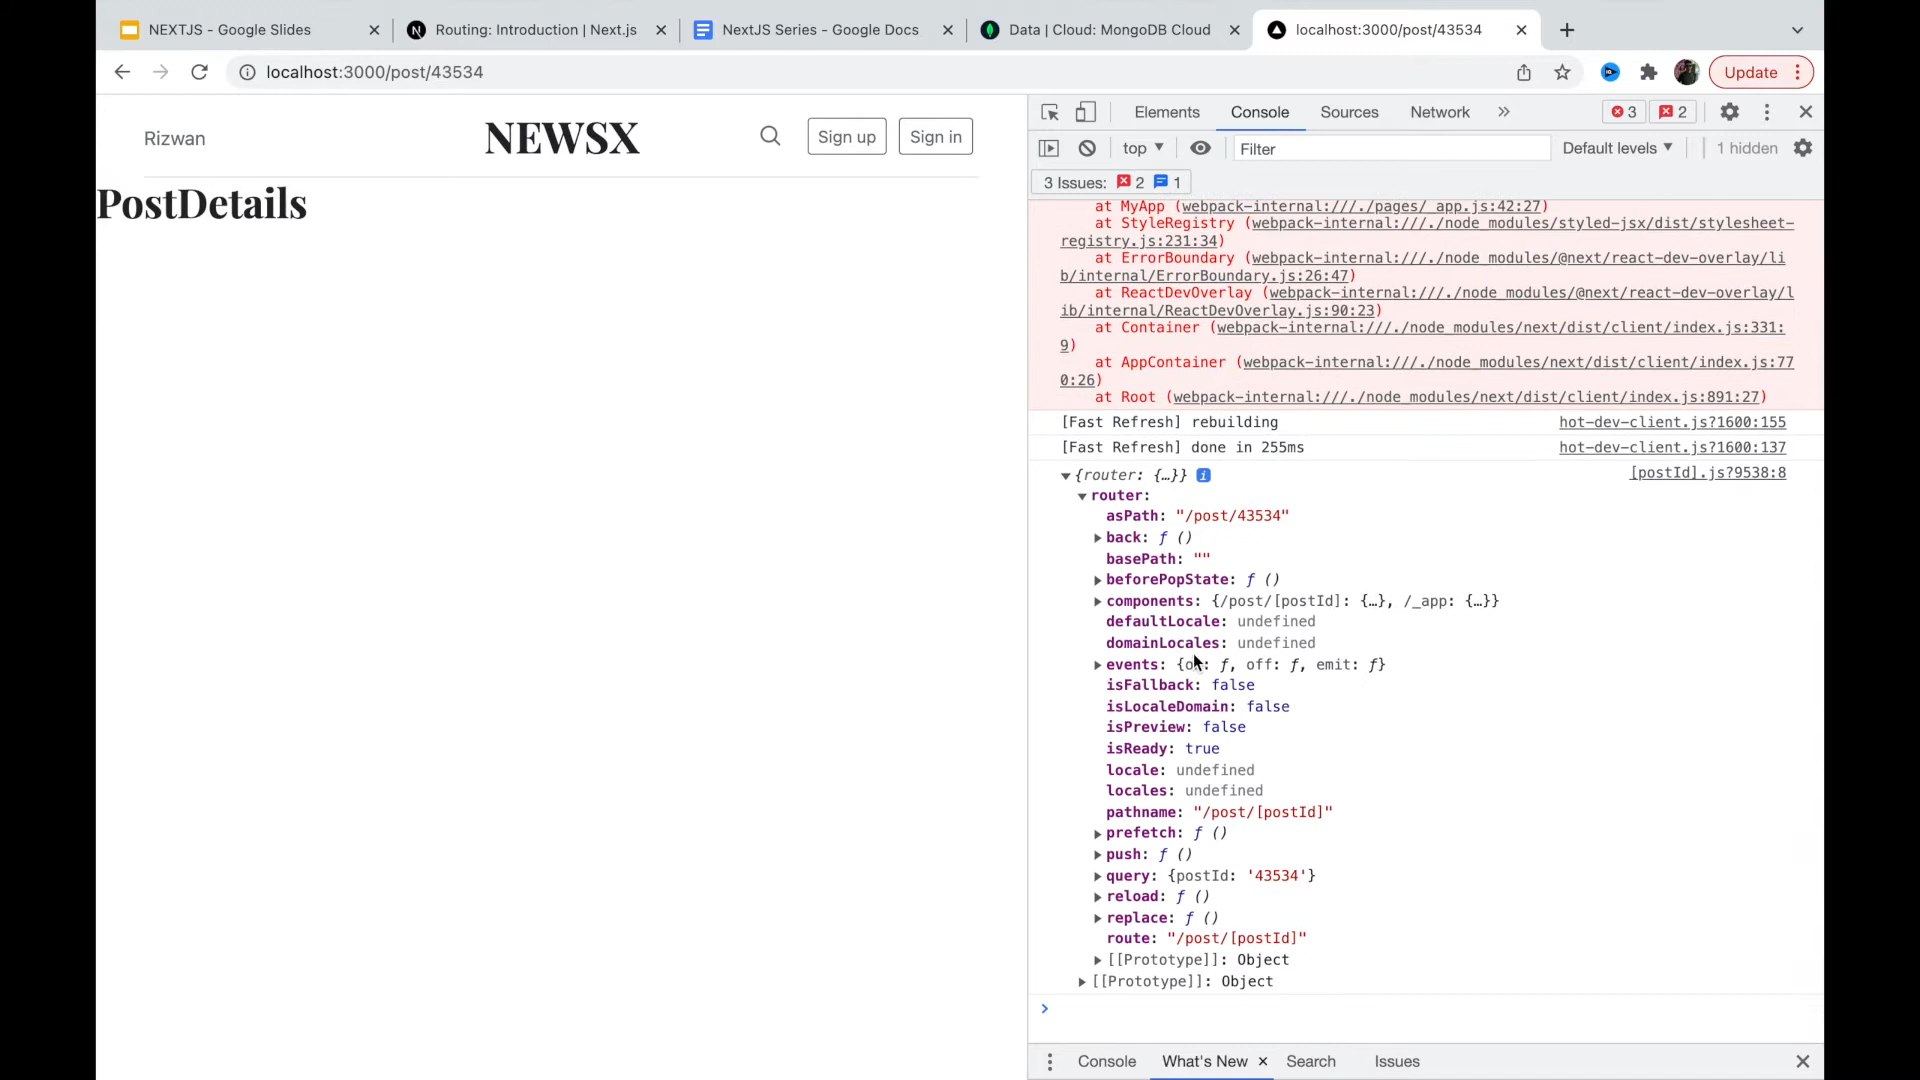 NEXTJS - Google Slides
Routing: Introduction | Next.js
NextJS Series - Google Docs
Data | Cloud: MongoDB Cloud
localhost:3000/post/43534
localhost:3000/post/43534
Update
Rizwan
NEWSX
Sign up
Sign in
PostDetails
Elements
Console
Sources
Network
3
2
top
Filter
Default levels
1 hidden
3 Issues: 2 1
at MyApp (webpack-internal:///./pages/_app.js:42:27)
at StyleRegistry (webpack-internal:///./node_modules/styled-jsx/dist/stylesheet-
registry.js:231:34)
at ErrorBoundary (webpack-internal:///./node_modules/@next/react-dev-overlay/li
b/internal/ErrorBoundary.js:26:47)
at ReactDevOverlay (webpack-internal:///./node_modules/@next/react-dev-overlay/l
ib/internal/ReactDevOverlay.js:90:23)
at Container (webpack-internal:///./node_modules/next/dist/client/index.js:331:
9)
at AppContainer (webpack-internal:///./node_modules/next/dist/client/index.js:77
0:26)
at Root (webpack-internal:///./node_modules/next/dist/client/index.js:891:27)
[Fast Refresh] rebuilding hot-dev-client.js?1600:155
[Fast Refresh] done in 255ms hot-dev-client.js?1600:137
{router: {…}} [postId].js?9538:8
router:
asPath: "/post/43534"
back: ƒ ()
basePath: ""
beforePopState: ƒ ()
components: {/post/[postId]: {…}, /_app: {…}}
defaultLocale: undefined
domainLocales: undefined
events: {on: ƒ, off: ƒ, emit: ƒ}
isFallback: false
isLocaleDomain: false
isPreview: false
isReady: true
locale: undefined
locales: undefined
pathname: "/post/[postId]"
prefetch: ƒ ()
push: ƒ ()
query: {postId: '43534'}
reload: ƒ ()
replace: ƒ ()
route: "/post/[postId]"
[[Prototype]]: Object
[[Prototype]]: Object
Console
What's New
Search
Issues